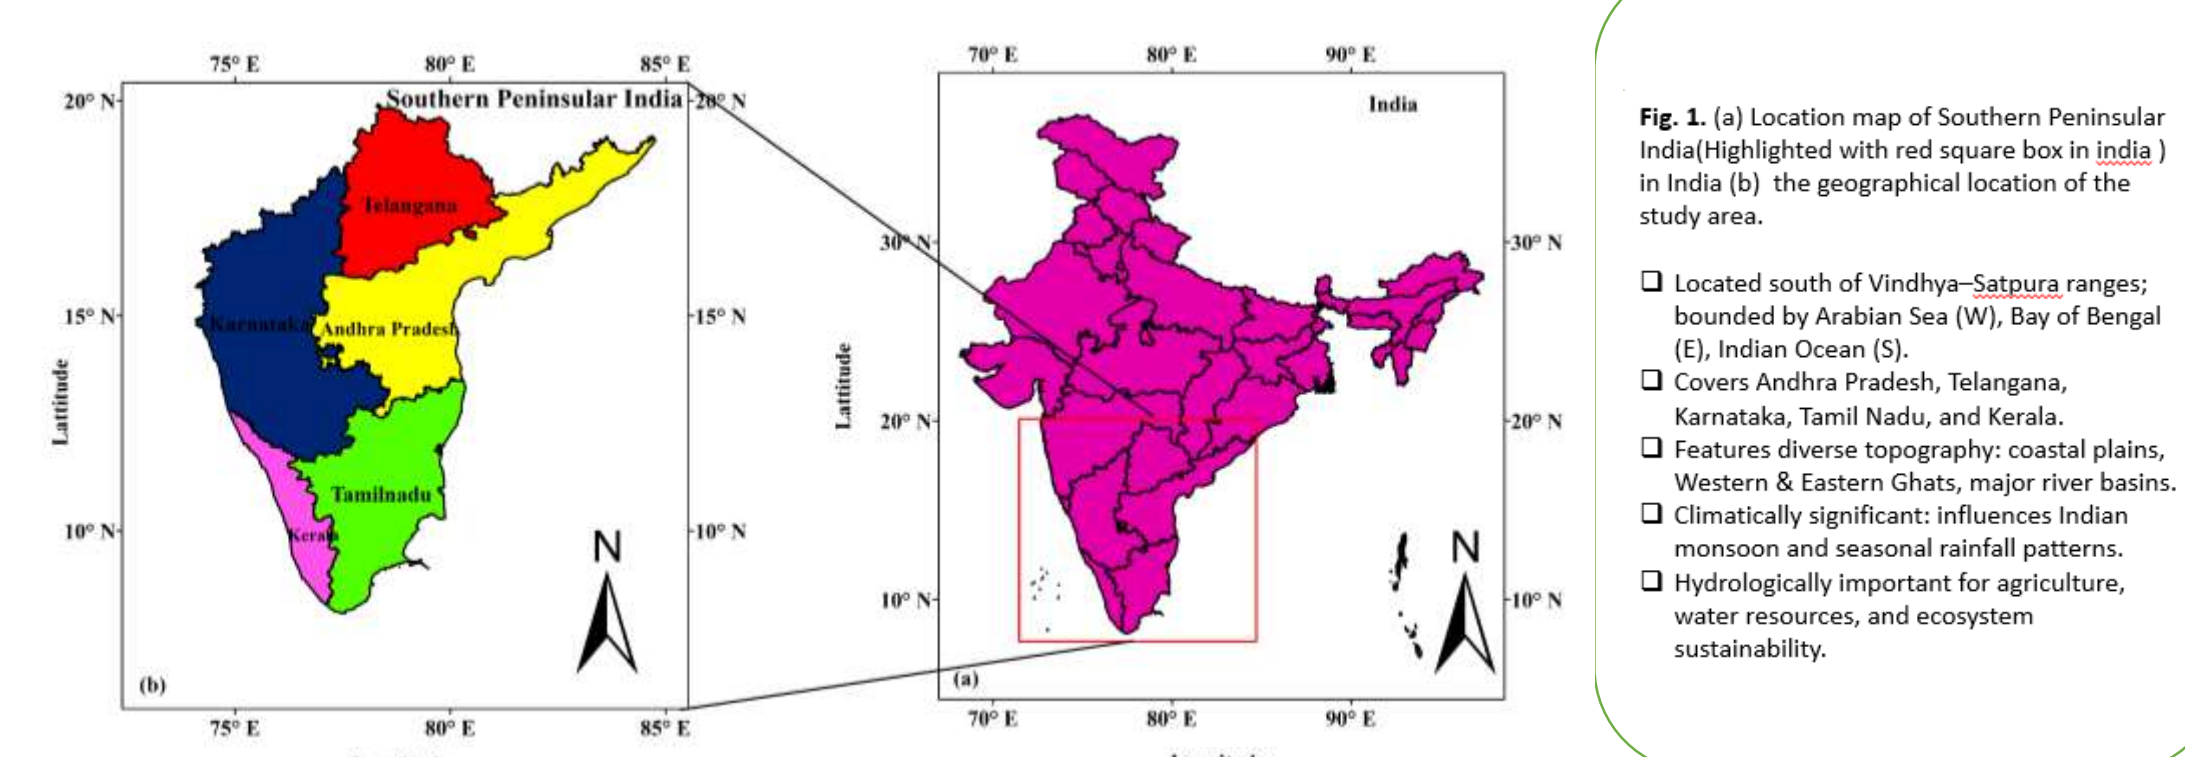 75° E 80° E 85° E
Southern Peninsular India
20° N
20° N
Telangana
15° N
15° N
Karnataka
Andhra Pradesh
Lattitude
Tamilnadu
10° N
10° N
Kerala
N
(b)
75° E 80° E 85° E
70° E 80° E 90° E
India
30° N
30° N
Lattitude
20° N
20° N
10° N
10° N
N
(a)
70° E 80° E 90° E
Fig. 1. (a) Location map of Southern Peninsular
India(Highlighted with red square box in india )
in India (b) the geographical location of the
study area.
❑ Located south of Vindhya–Satpura ranges;
bounded by Arabian Sea (W), Bay of Bengal
(E), Indian Ocean (S).
❑ Covers Andhra Pradesh, Telangana,
Karnataka, Tamil Nadu, and Kerala.
❑ Features diverse topography: coastal plains,
Western & Eastern Ghats, major river basins.
❑ Climatically significant: influences Indian
monsoon and seasonal rainfall patterns.
❑ Hydrologically important for agriculture,
water resources, and ecosystem
sustainability.